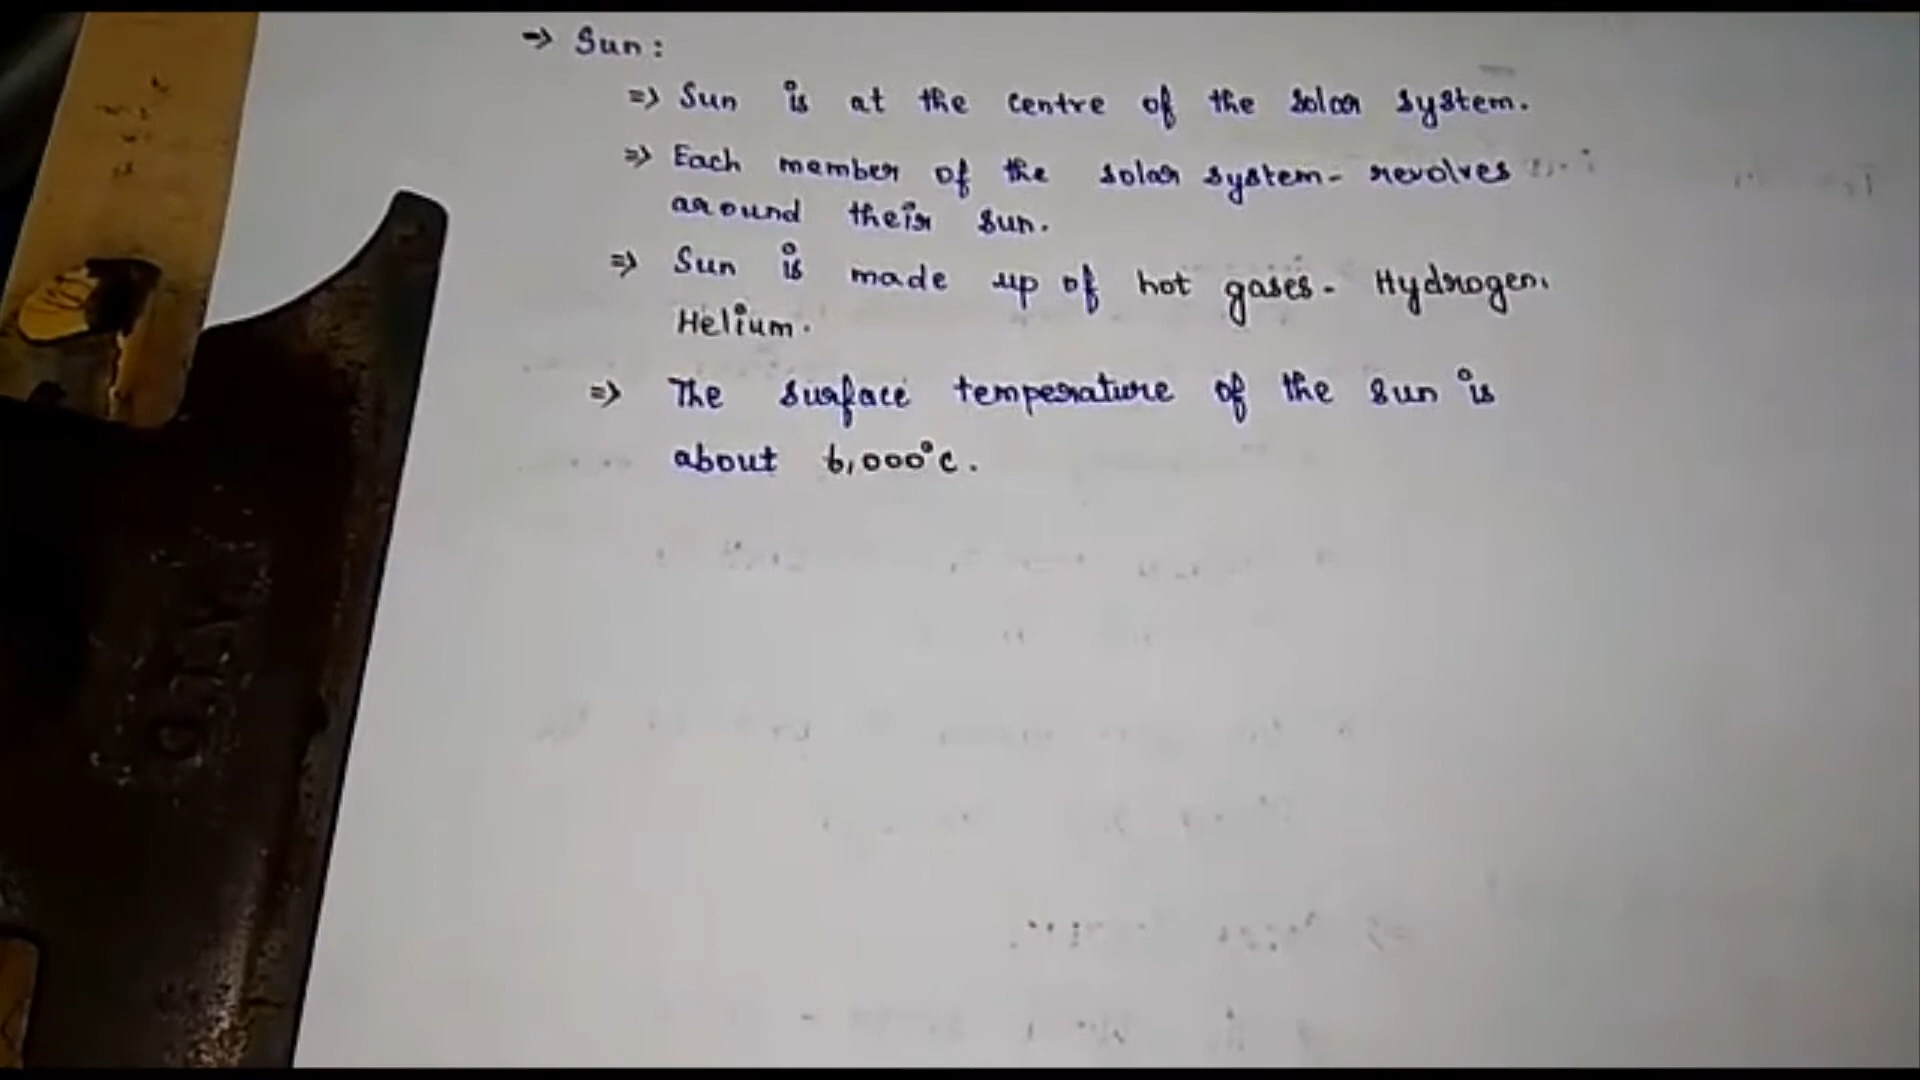 → Sun:
⇒ Sun is at the centre of the solar system.
⇒ Each member of the solar system - revolves
around their sun.
⇒ Sun is made up of hot gases - Hydrogen,
Helium.
⇒ The surface temperature of the sun is
about 6,000°c.